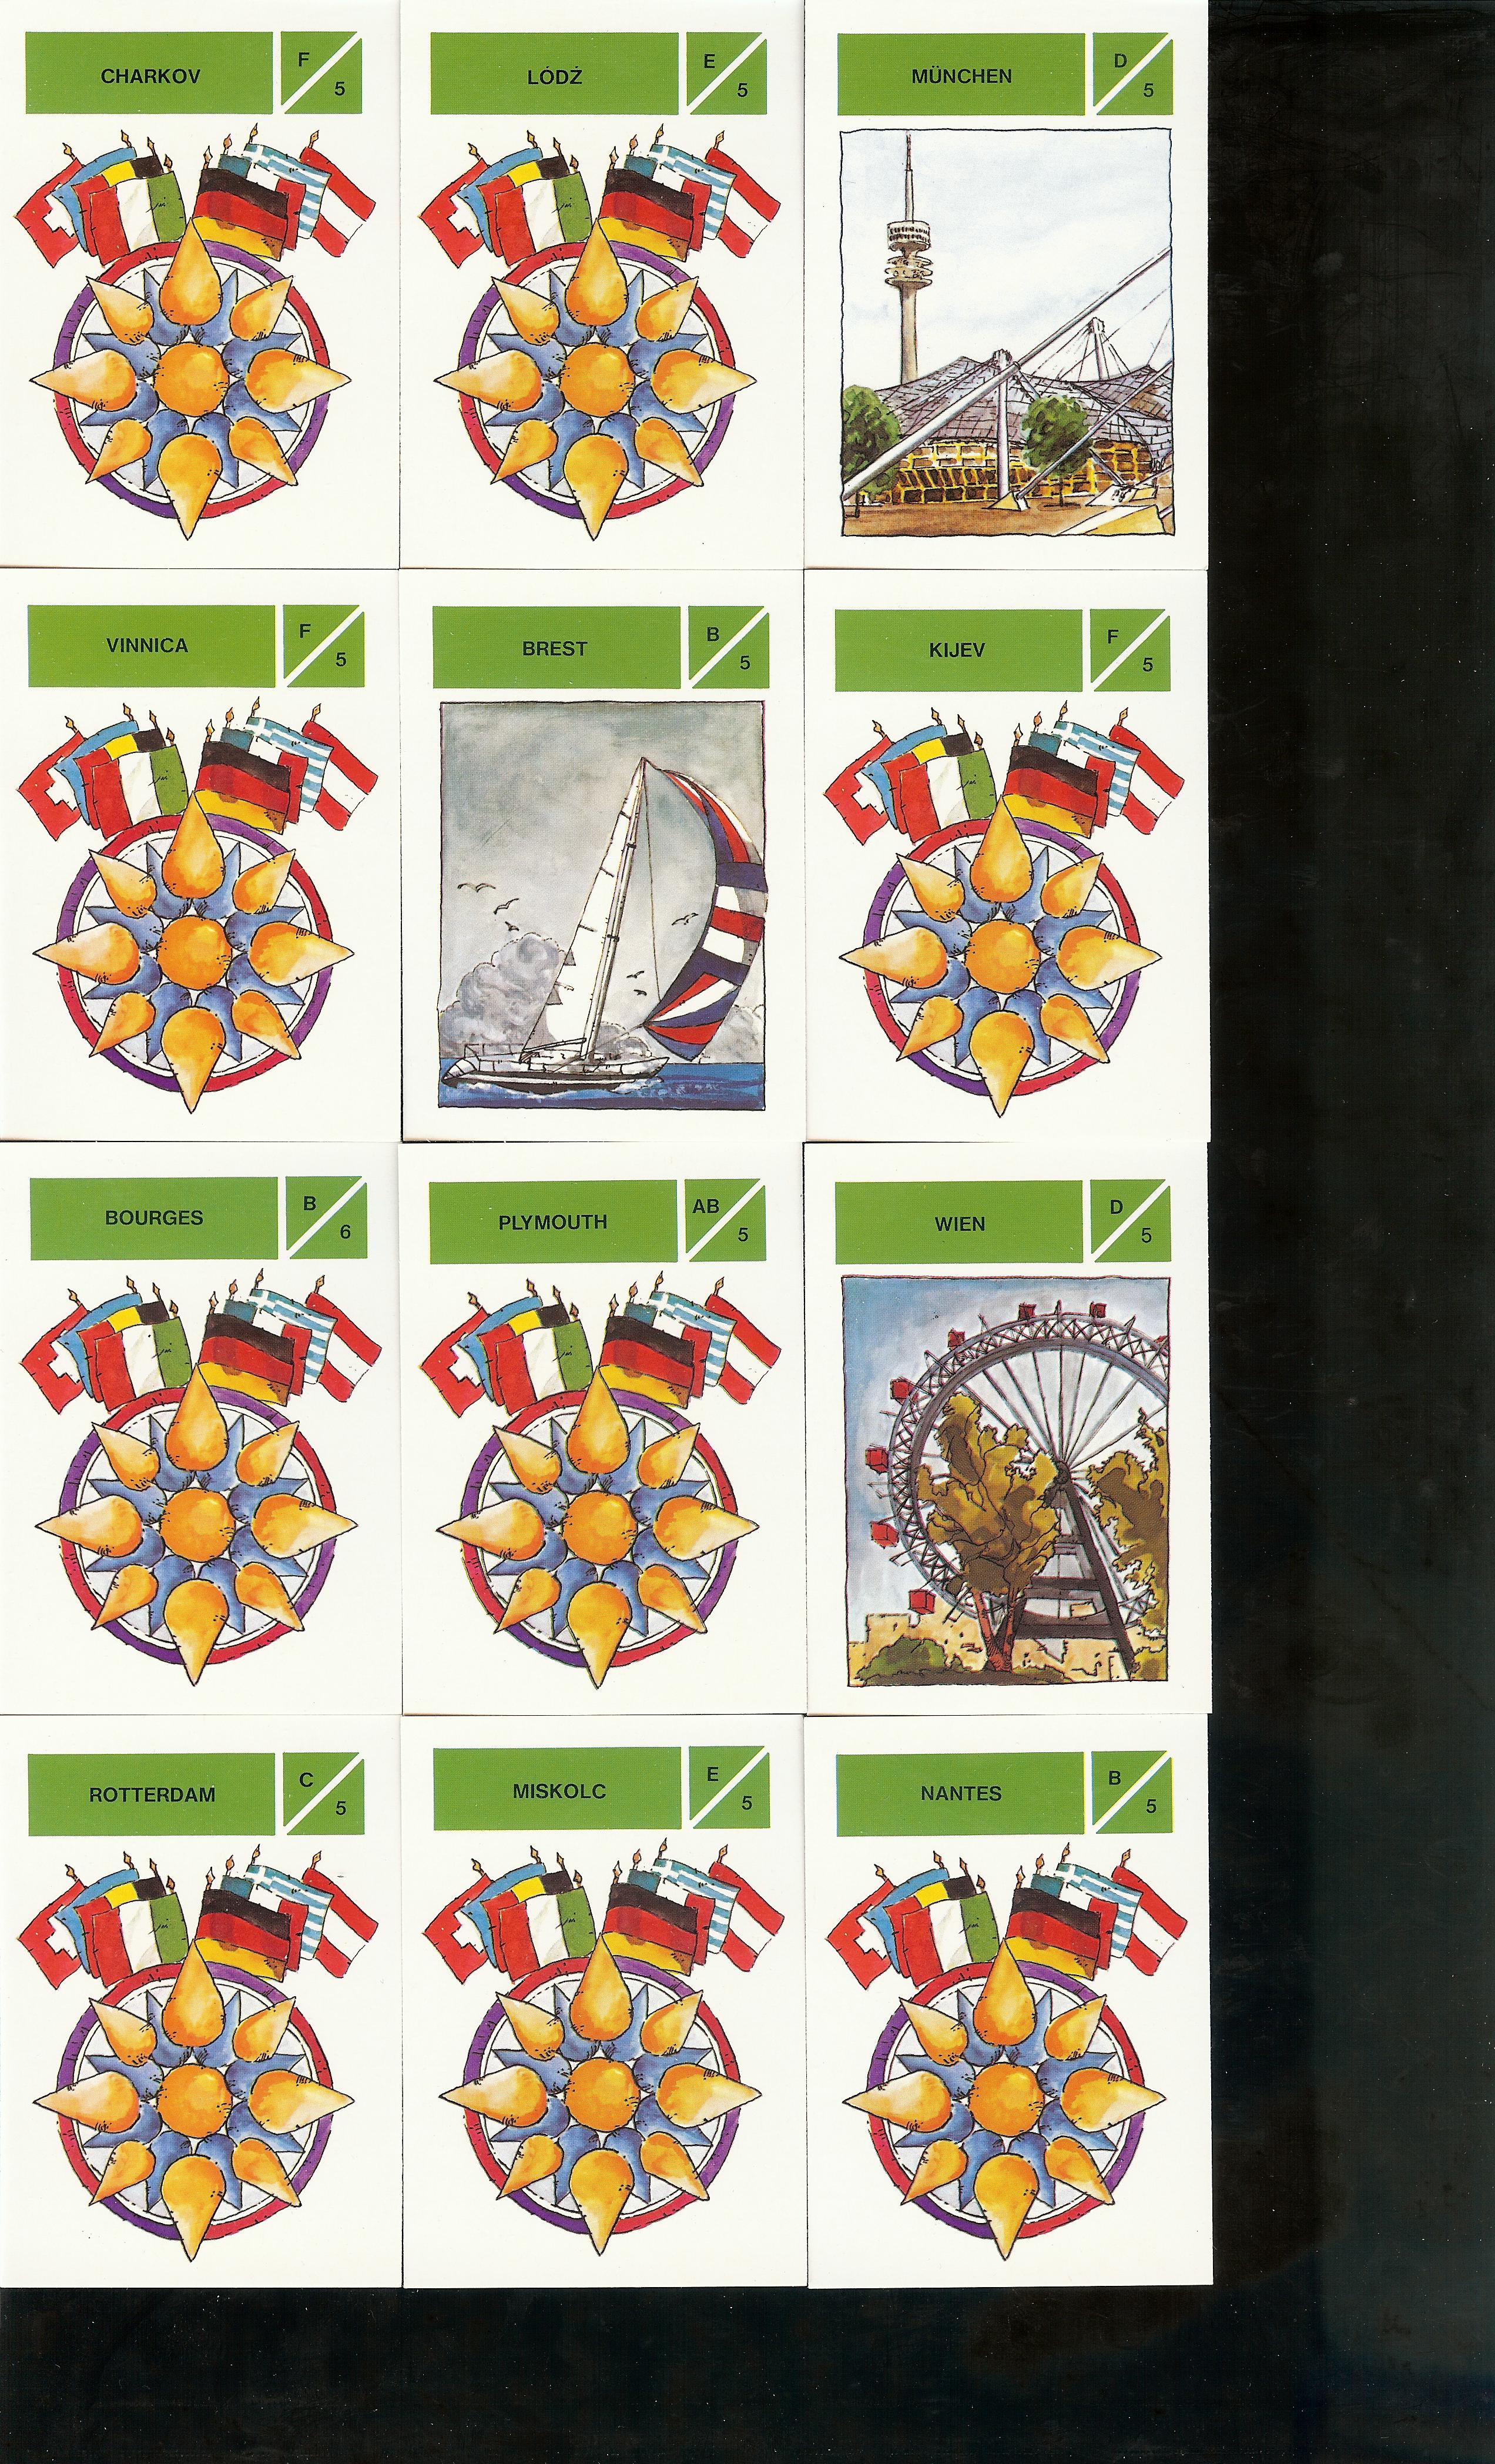 CHARKOV F 5
LÓDŹ E 5
MÜNCHEN D 5
VINNICA F 5
BREST B 5
KIJEV F 5
BOURGES B 6
PLYMOUTH AB 5
WIEN D 5
ROTTERDAM C 5
MISKOLC E 5
NANTES B 5